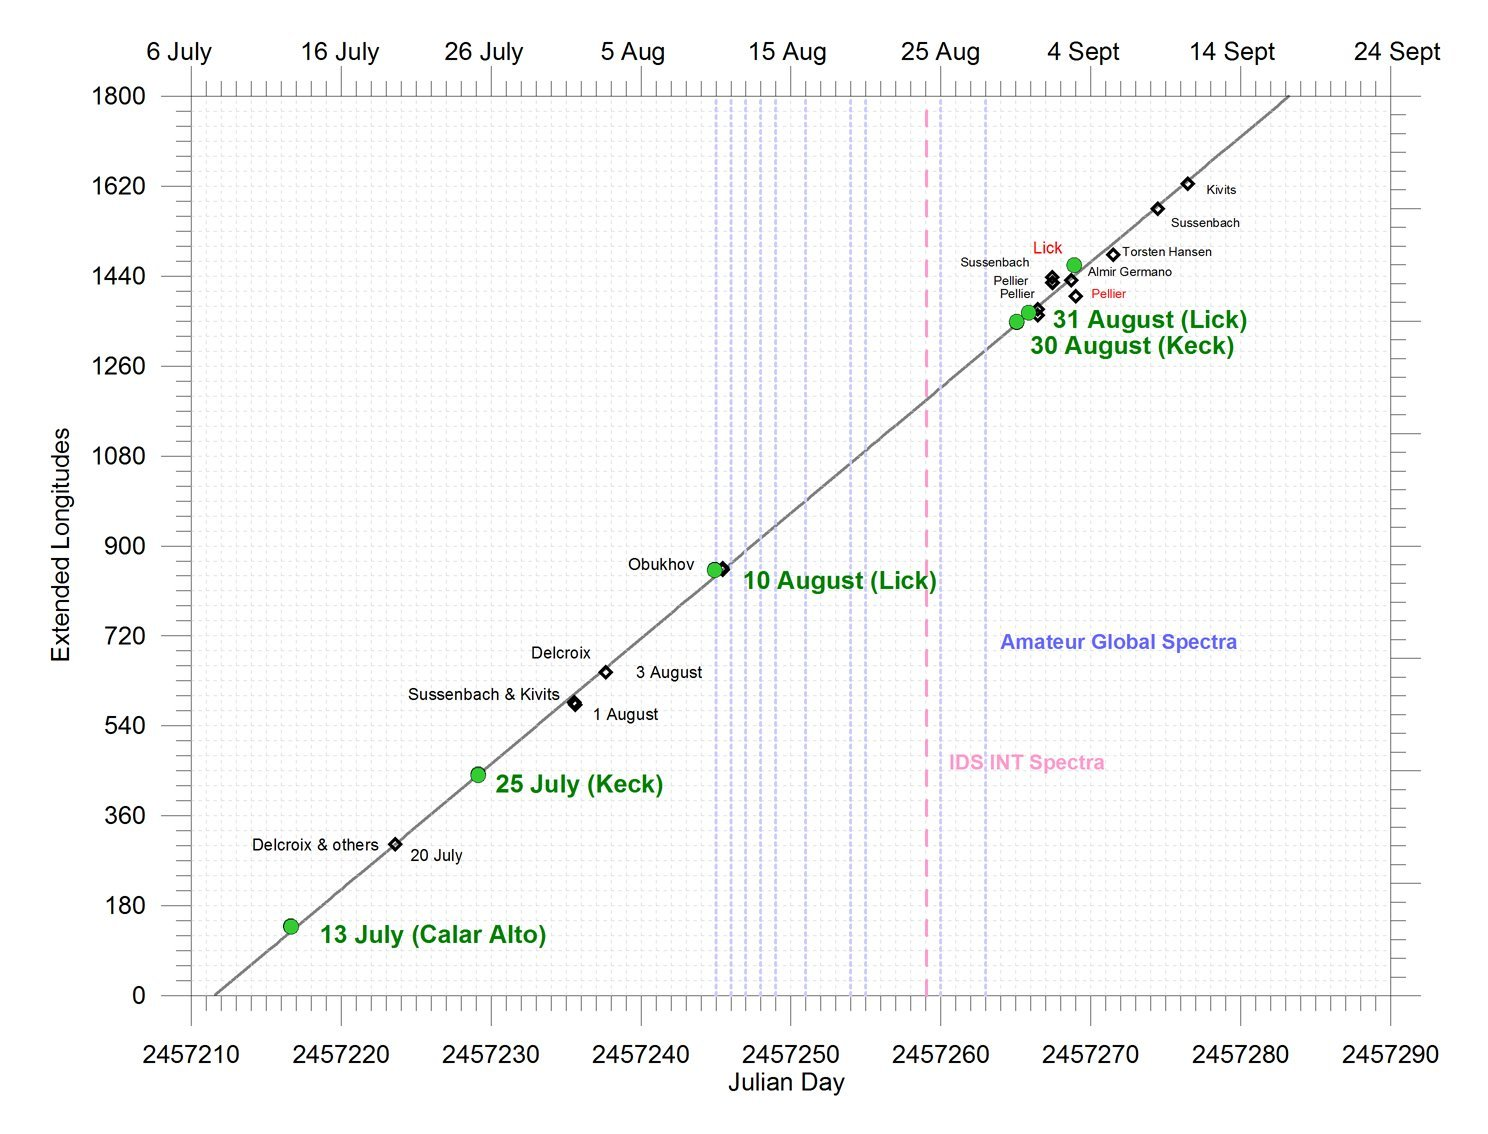 6 July 16 July 26 July 5 Aug 15 Aug 25 Aug 4 Sept 14 Sept 24 Sept
1800
1620
Kivits
Sussenbach
Lick
Torsten Hansen
Sussenbach
Almir Germano
1440
Pellier
Pellier
Pellier
31 August (Lick)
30 August (Keck)
1260
1080
900
Obukhov
10 August (Lick)
720
Amateur Global Spectra
Delcroix
3 August
Sussenbach & Kivits
1 August
540
IDS INT Spectra
25 July (Keck)
360
Delcroix & others
20 July
180
13 July (Calar Alto)
0
Extended Longitudes
2457210 2457220 2457230 2457240 2457250 2457260 2457270 2457280 2457290
Julian Day